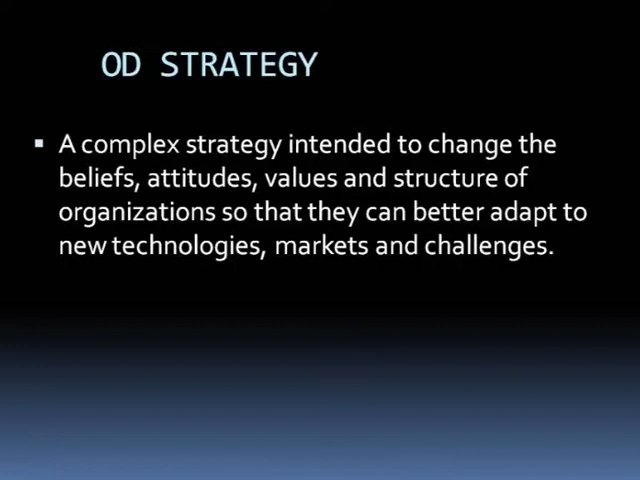 OD STRATEGY
▪ A complex strategy intended to change the
beliefs, attitudes, values and structure of
organizations so that they can better adapt to
new technologies, markets and challenges.